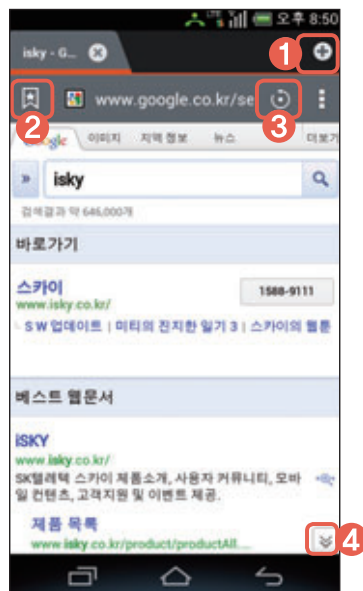 오후 8:50
isky - G...
1
www.google.co.kr/se
2
3
이미지 지역 정보 뉴스 더보기
» isky
검색결과 약 646,000개
바로가기
스카이
1588-9111
www.isky.co.kr/
S W 업데이트 | 미티의 진지한 일기 3 | 스카이의 웹툰
베스트 웹문서
iSKY
www.isky.co.kr/
SK텔레텍 스카이 제품소개, 사용자 커뮤니티, 모바
일 컨텐츠, 고객지원 및 이벤트 제공.
제품 목록
www.isky.co.kr/product/productAll....
4